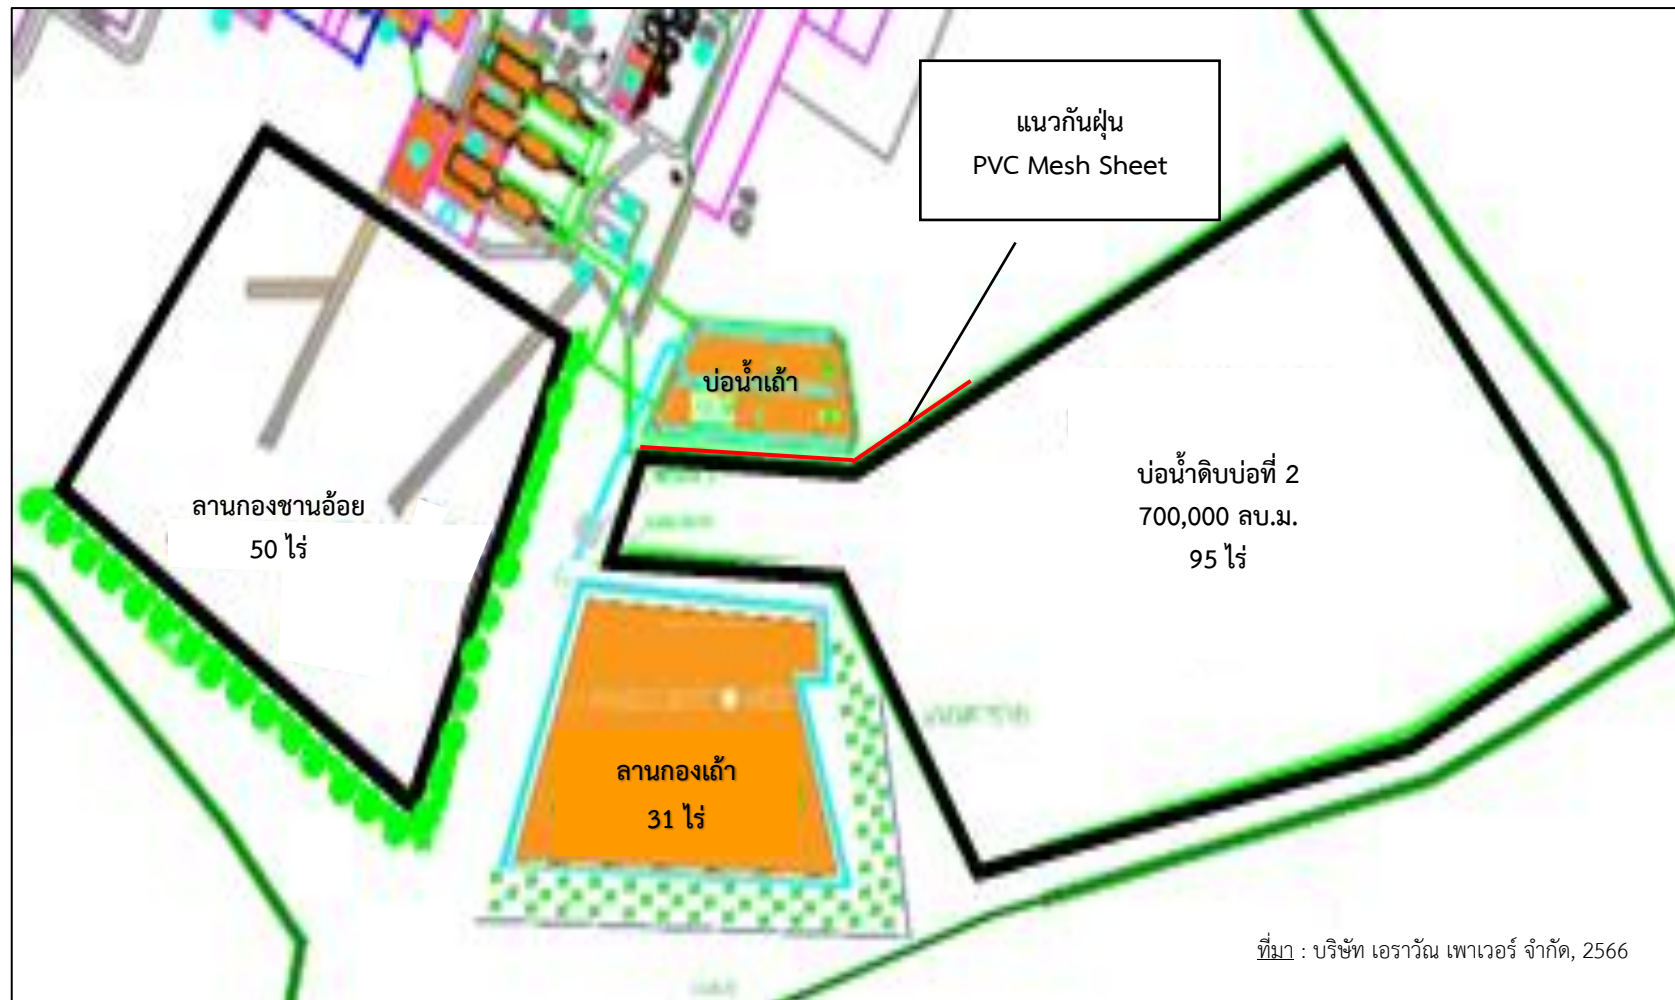 แนวกันฝุ่น
PVC Mesh Sheet
บ่อน้ำเถ้า
บ่อน้ำดิบบ่อที่ 2
700,000 ลบ.ม.
95 ไร่
ลานกองชานอ้อย
50 ไร่
ลานกองเถ้า
31 ไร่
ที่มา : บริษัท เอราวัณ เพาเวอร์ จำกัด, 2566